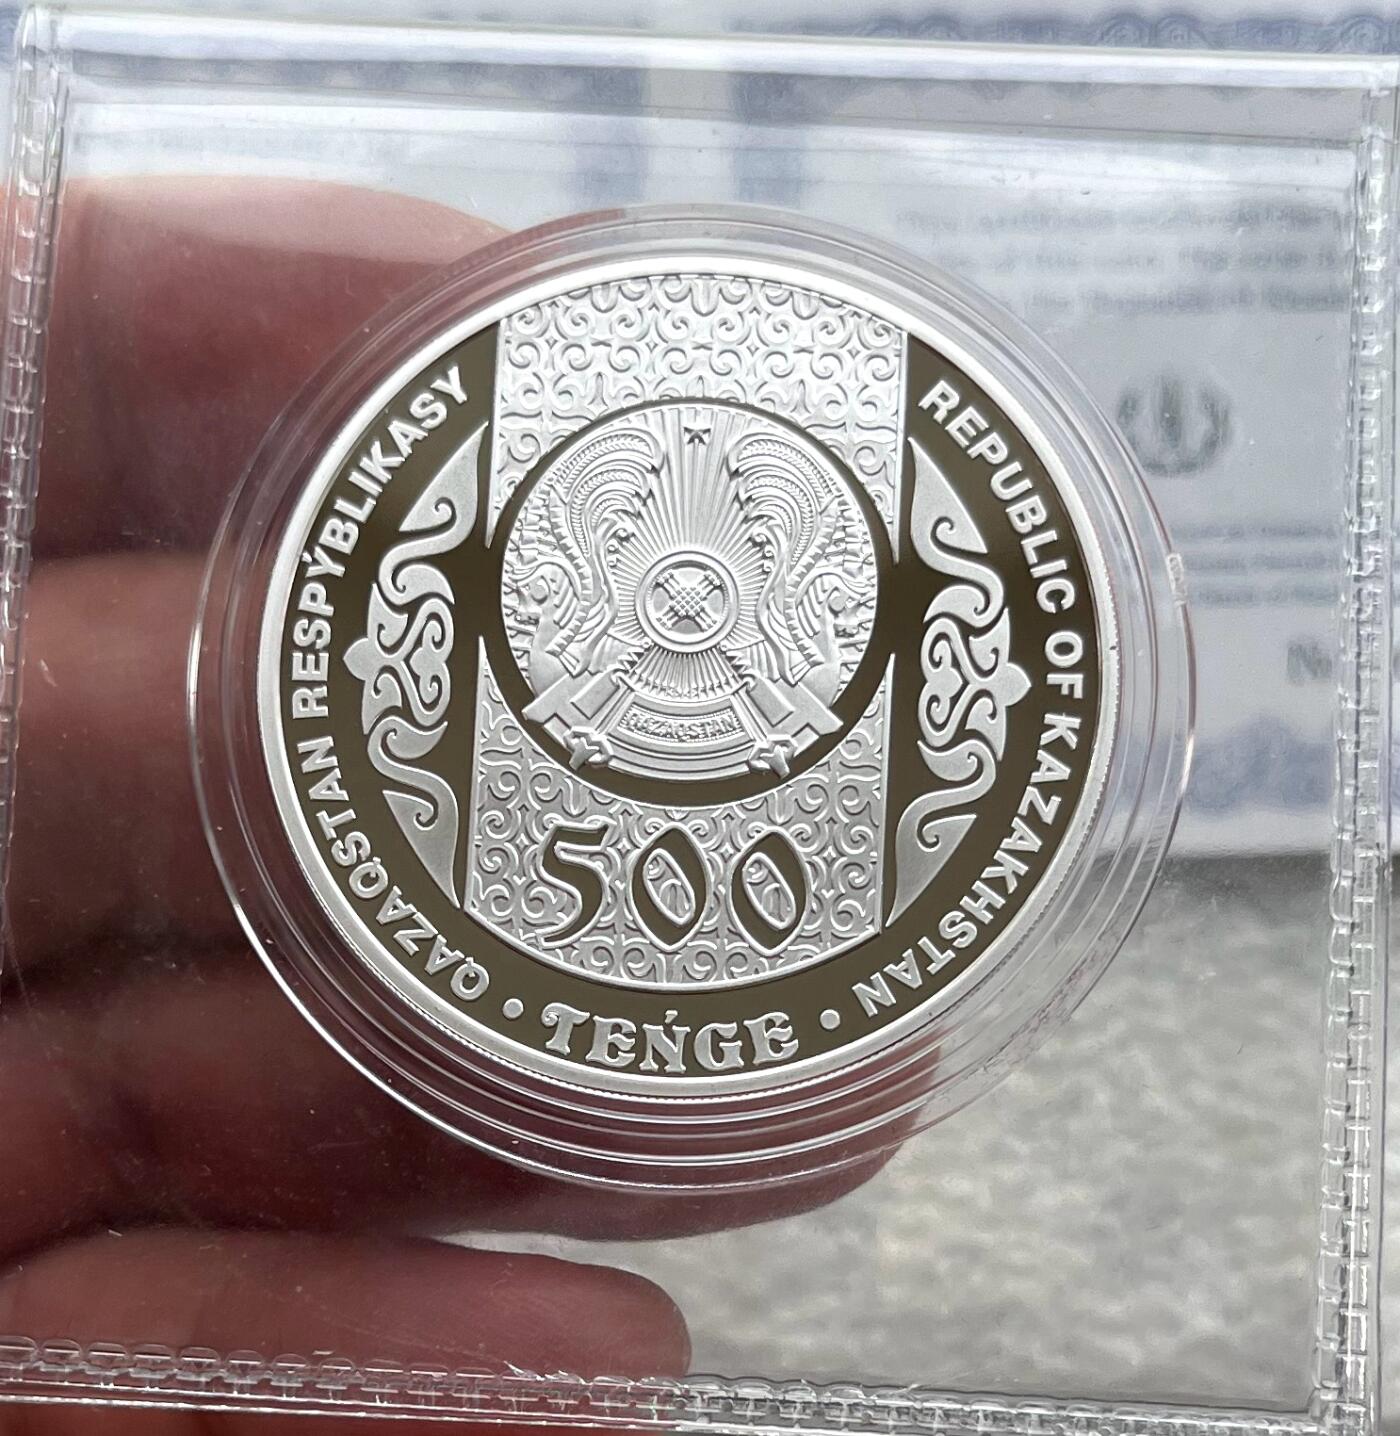 QAZAQSTAN RESPÝBLIKASY
REPUBLIC OF KAZAKHSTAN
QAZAQSTAN
500
• TEŃGE •